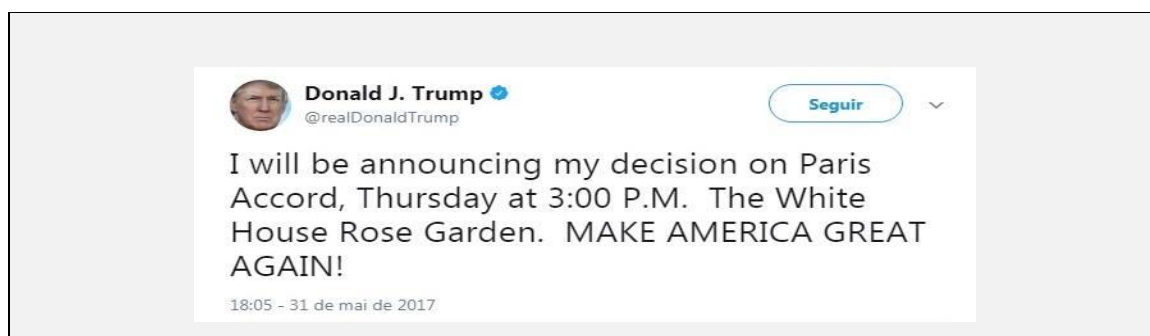 Donald J. Trump
Seguir
@realDonaldTrump
I will be announcing my decision on Paris
Accord, Thursday at 3:00 P.M.  The White
House Rose Garden.  MAKE AMERICA GREAT
AGAIN!
18:05 - 31 de mai de 2017